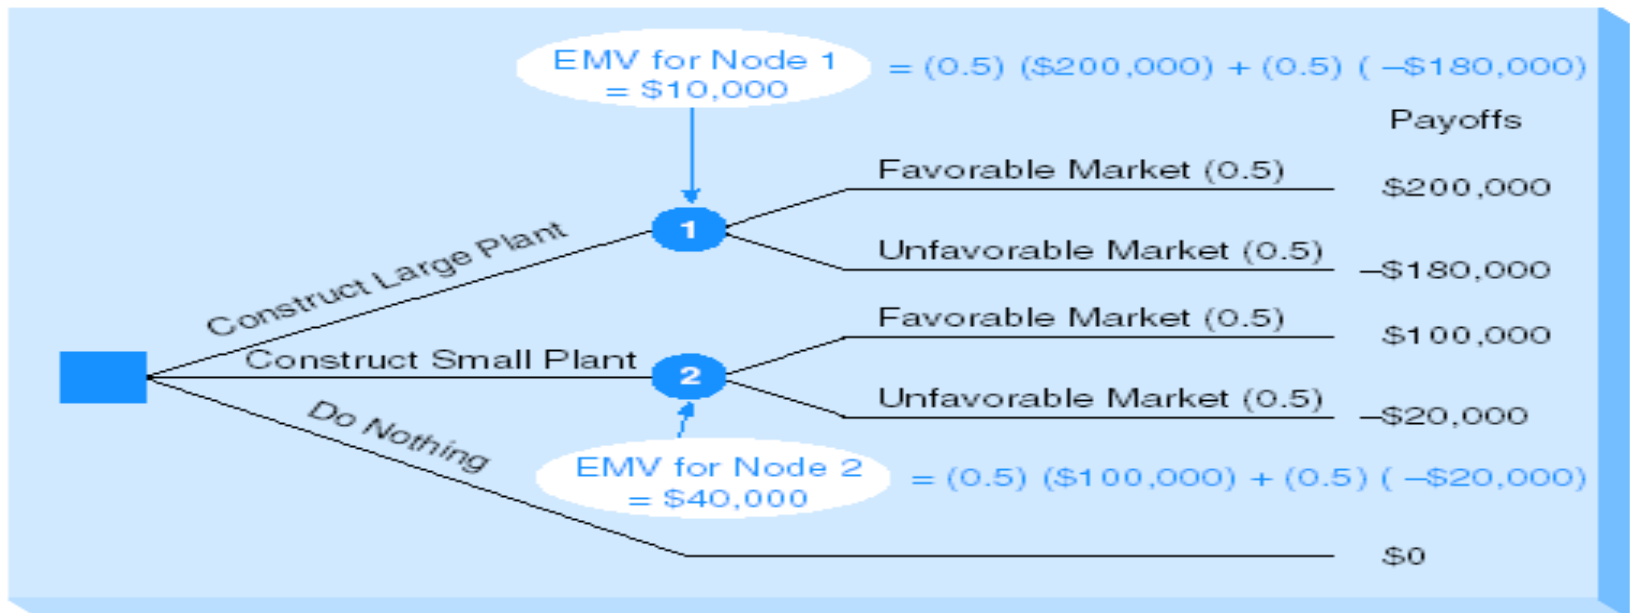 EMV for Node 1
= $10,000
= (0.5) ($200,000) + (0.5) ( –$180,000)
Payoffs
Construct Large Plant
1
Favorable Market (0.5)
$200,000
Unfavorable Market (0.5)
–$180,000
Construct Small Plant
2
Favorable Market (0.5)
$100,000
Unfavorable Market (0.5)
–$20,000
Do Nothing
EMV for Node 2
= $40,000
= (0.5) ($100,000) + (0.5) ( –$20,000)
$0